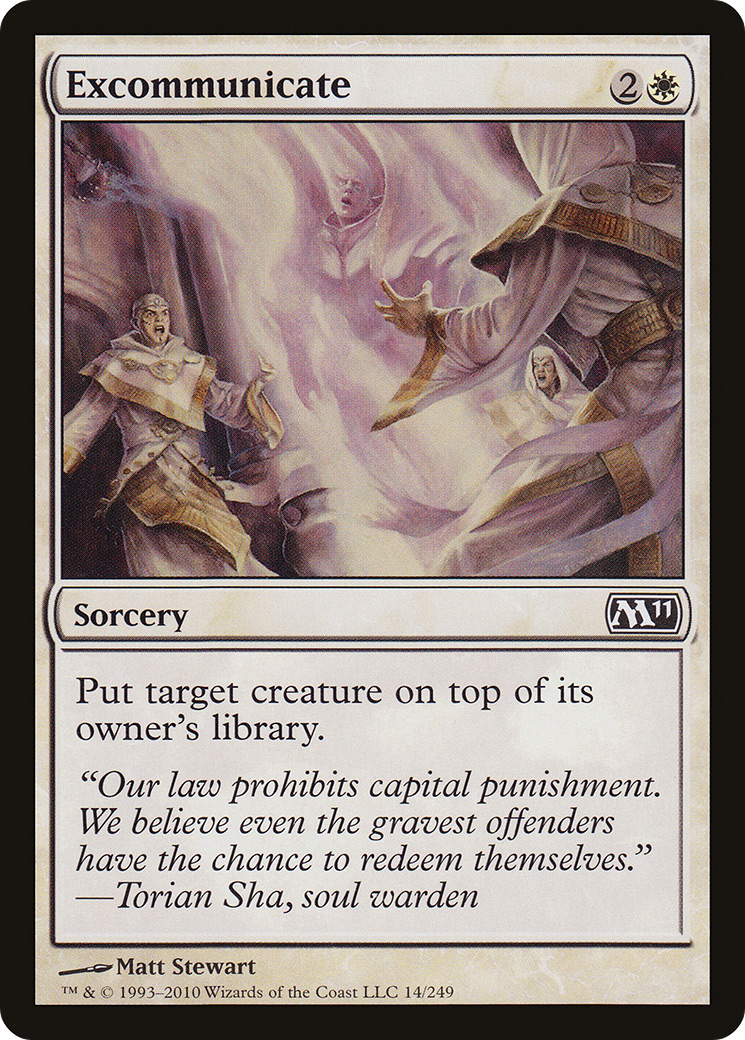 Excommunicate 2
Sorcery M11
Put target creature on top of its
owner's library.
“Our law prohibits capital punishment.
We believe even the gravest offenders
have the chance to redeem themselves.”
—Torian Sha, soul warden
Matt Stewart
™ & © 1993–2010 Wizards of the Coast LLC 14/249